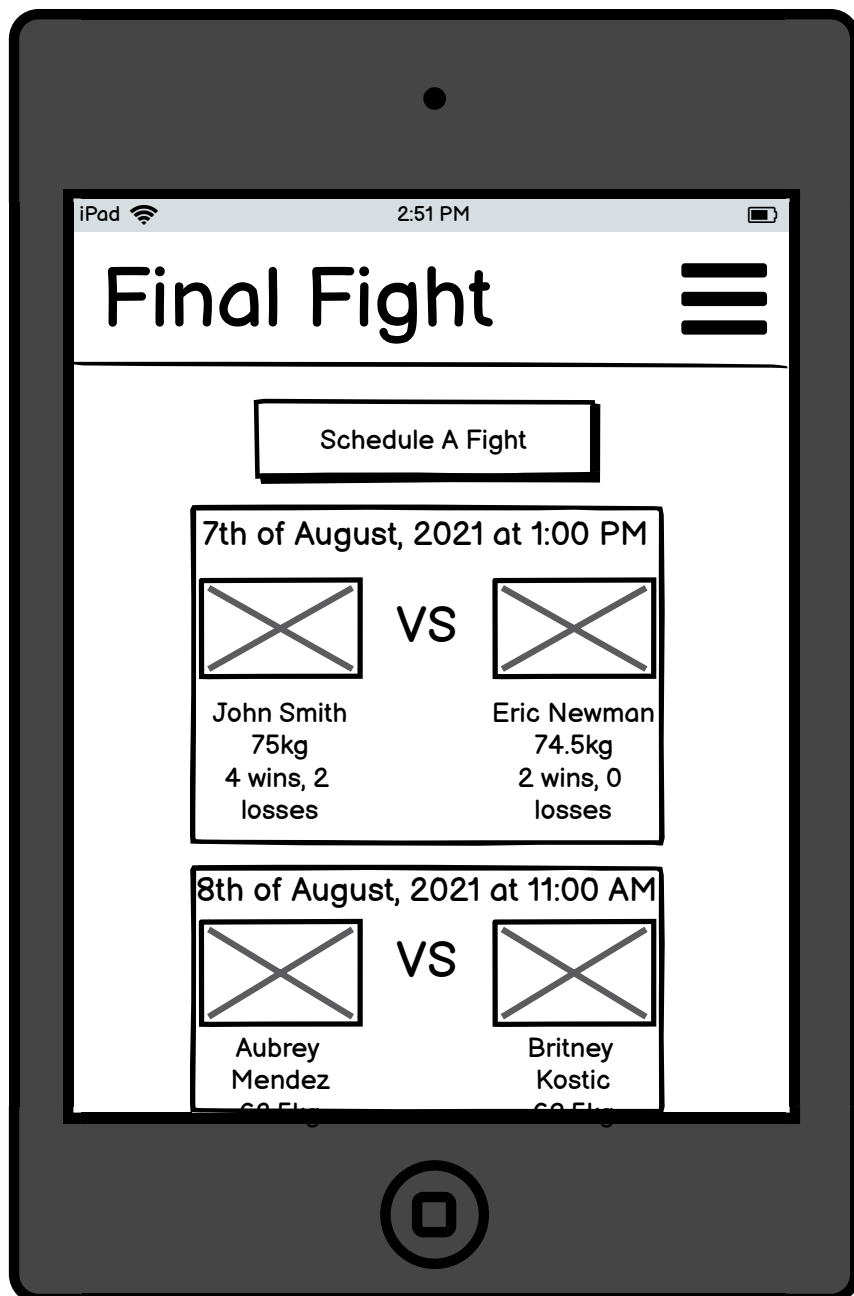 iPad
2:51 PM
Final Fight
Schedule A Fight
7th of August, 2021 at 1:00 PM
VS
John Smith
75kg
4 wins, 2
losses
Eric Newman
74.5kg
2 wins, 0
losses
8th of August, 2021 at 11:00 AM
VS
Aubrey
Mendez
Britney
Kostic